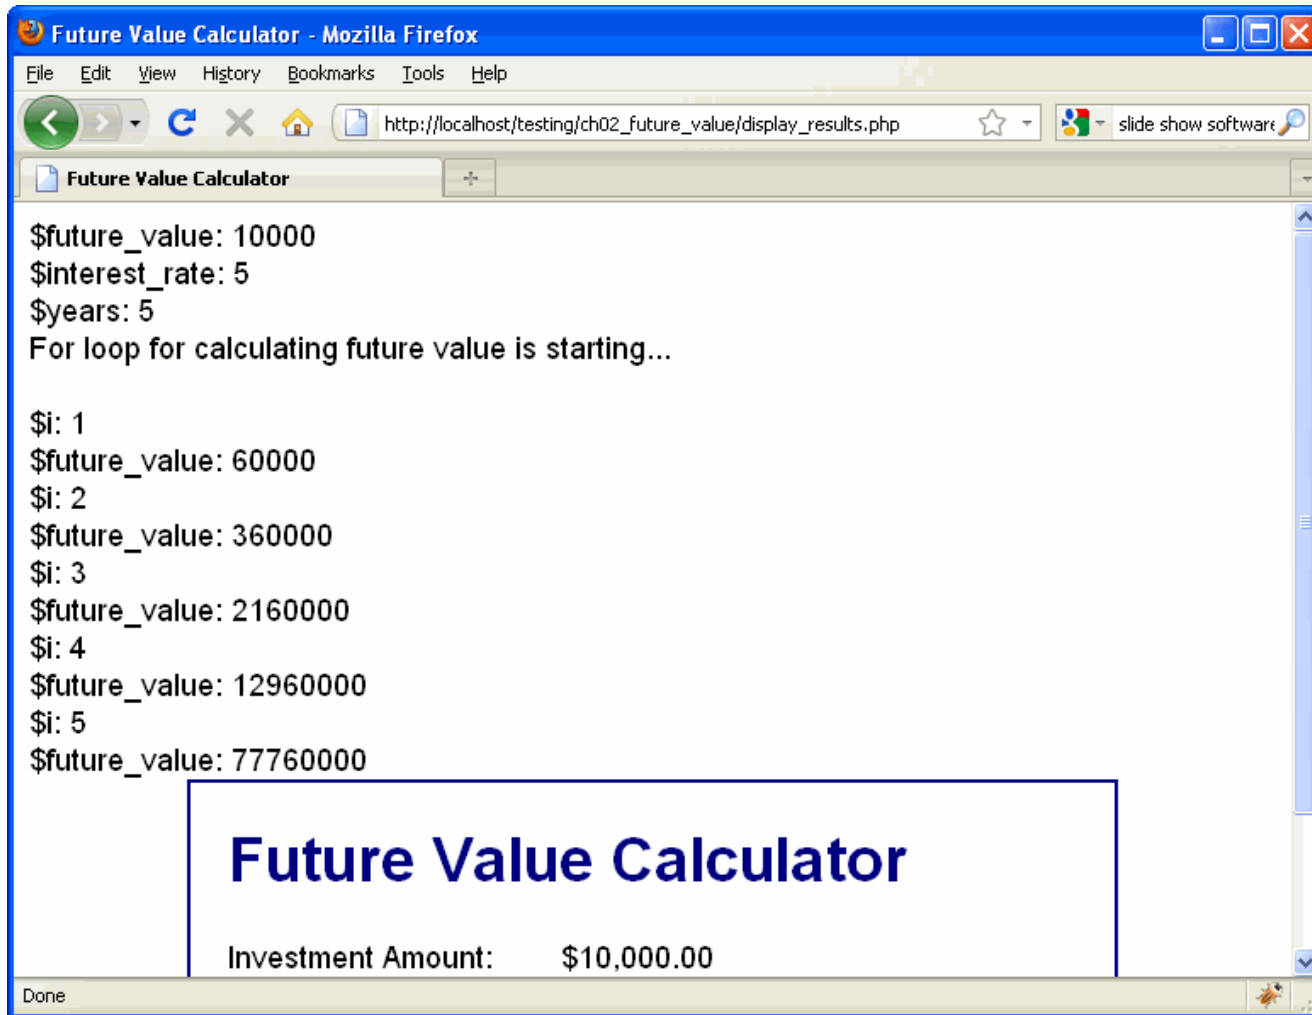 Future Value Calculator - Mozilla Firefox
File Edit View History Bookmarks Tools Help
http://localhost/testing/ch02_future_value/display_results.php slide show software
Future Value Calculator
$future_value: 10000
$interest_rate: 5
$years: 5
For loop for calculating future value is starting...
$i: 1
$future_value: 60000
$i: 2
$future_value: 360000
$i: 3
$future_value: 2160000
$i: 4
$future_value: 12960000
$i: 5
$future_value: 77760000
Future Value Calculator
Investment Amount: $10,000.00
Done